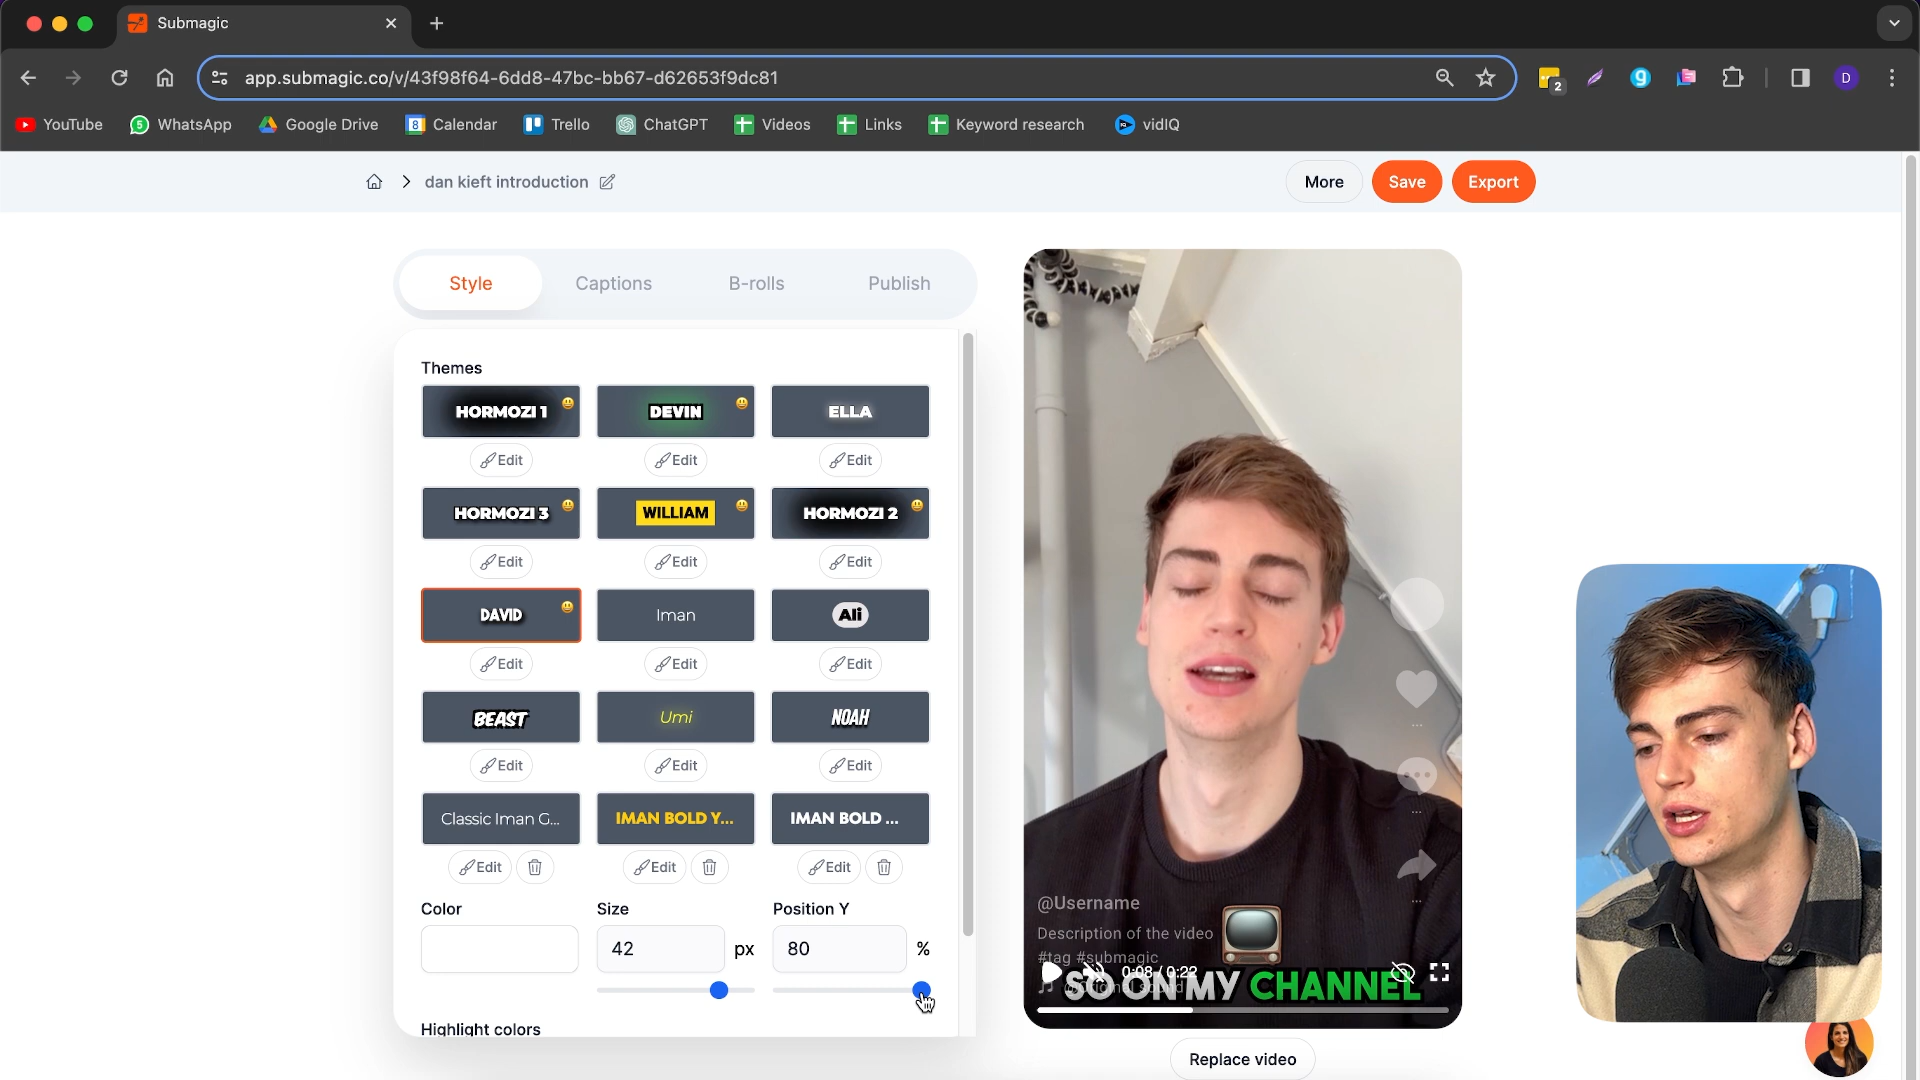 Submagic
app.submagic.co/v/43f98f64-6dd8-47bc-bb67-d62653f9dc81
2
D
YouTube
5 WhatsApp
Google Drive
8 Calendar
Trello
ChatGPT
Videos
Links
Keyword research
vidIQ
dan kieft introduction
More
Save
Export
Style
Captions
B-rolls
Publish
Themes
HORMOZI 1
DEVIN
ELLA
Edit
Edit
Edit
HORMOZI 3
WILLIAM
HORMOZI 2
Edit
Edit
Edit
DAVID
Iman
Ali
Edit
Edit
Edit
BEAST
Umi
NOAH
Edit
Edit
Edit
Classic Iman G...
IMAN BOLD Y...
IMAN BOLD ...
Edit
Edit
Edit
Color
Size
Position Y
42 px
80 %
Highlight colors
@Username
Description of the video
#tag #submagic
0:08 / 0:22
SO ON MY CHANNEL
Replace video